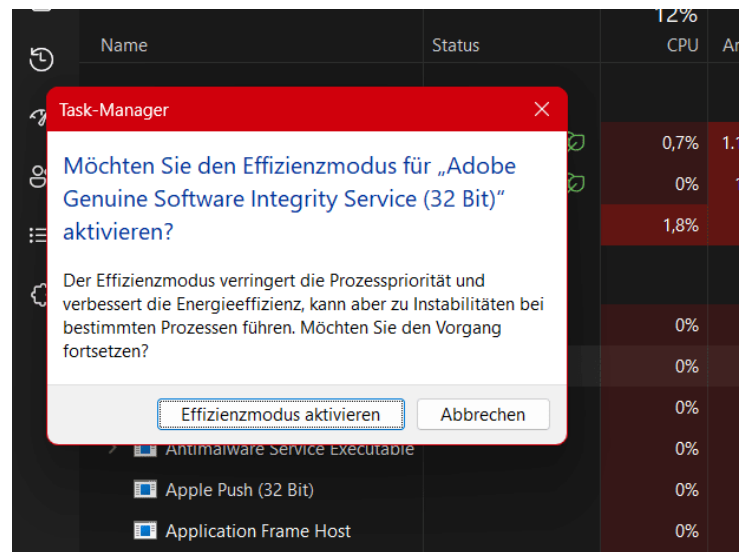 12%
Name Status CPU
Task-Manager
Möchten Sie den Effizienzmodus für „Adobe
Genuine Software Integrity Service (32 Bit)“
aktivieren?
Der Effizienzmodus verringert die Prozesspriorität und
verbessert die Energieeffizienz, kann aber zu Instabilitäten bei
bestimmten Prozessen führen. Möchten Sie den Vorgang
fortsetzen?
Effizienzmodus aktivieren Abbrechen
0,7%
0%
1,8%
0%
0%
0%
Antimalware Service Executable 0%
Apple Push (32 Bit) 0%
Application Frame Host 0%